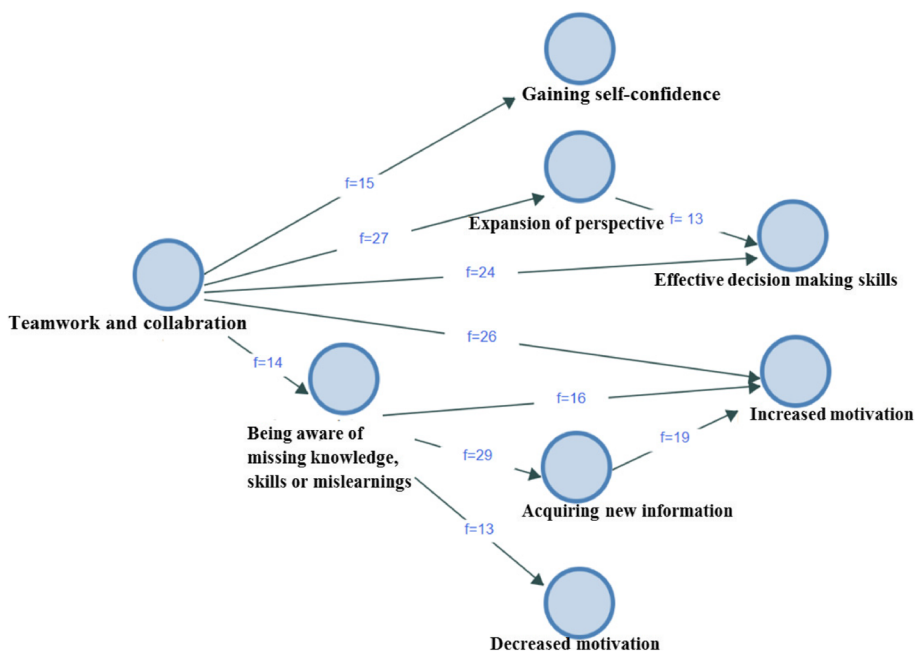 Gaining self-confidence
f=15
Expansion of perspective
f= 13
f=27
f=24
Effective decision making skills
Teamwork and collabration
f=26
f=14
f=16
Increased motivation
Being aware of
missing knowledge,
skills or mislearnings
f=19
f=29
Acquiring new information
f=13
Decreased motivation